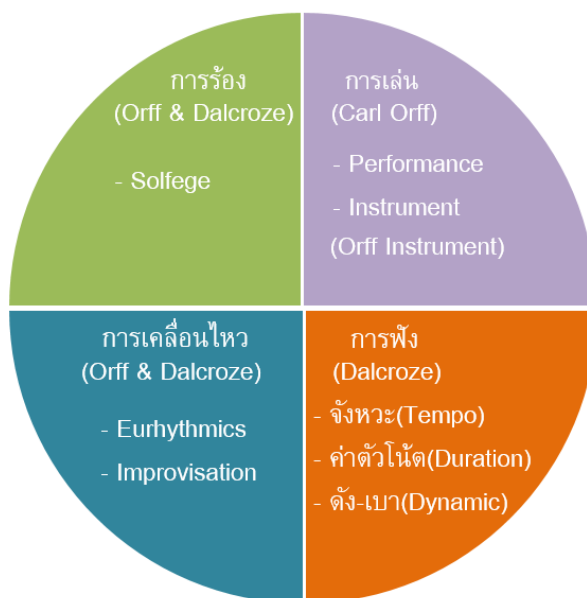 การร้อง
(Orff & Dalcroze)
- Solfege
การเล่น
(Carl Orff)
- Performance
- Instrument
(Orff Instrument)
การเคลื่อนไหว
(Orff & Dalcroze)
- Eurhythmics
- Improvisation
การฟัง
(Dalcroze)
- จังหวะ(Tempo)
- ค่าตัวโน้ต(Duration)
- ดัง-เบา(Dynamic)